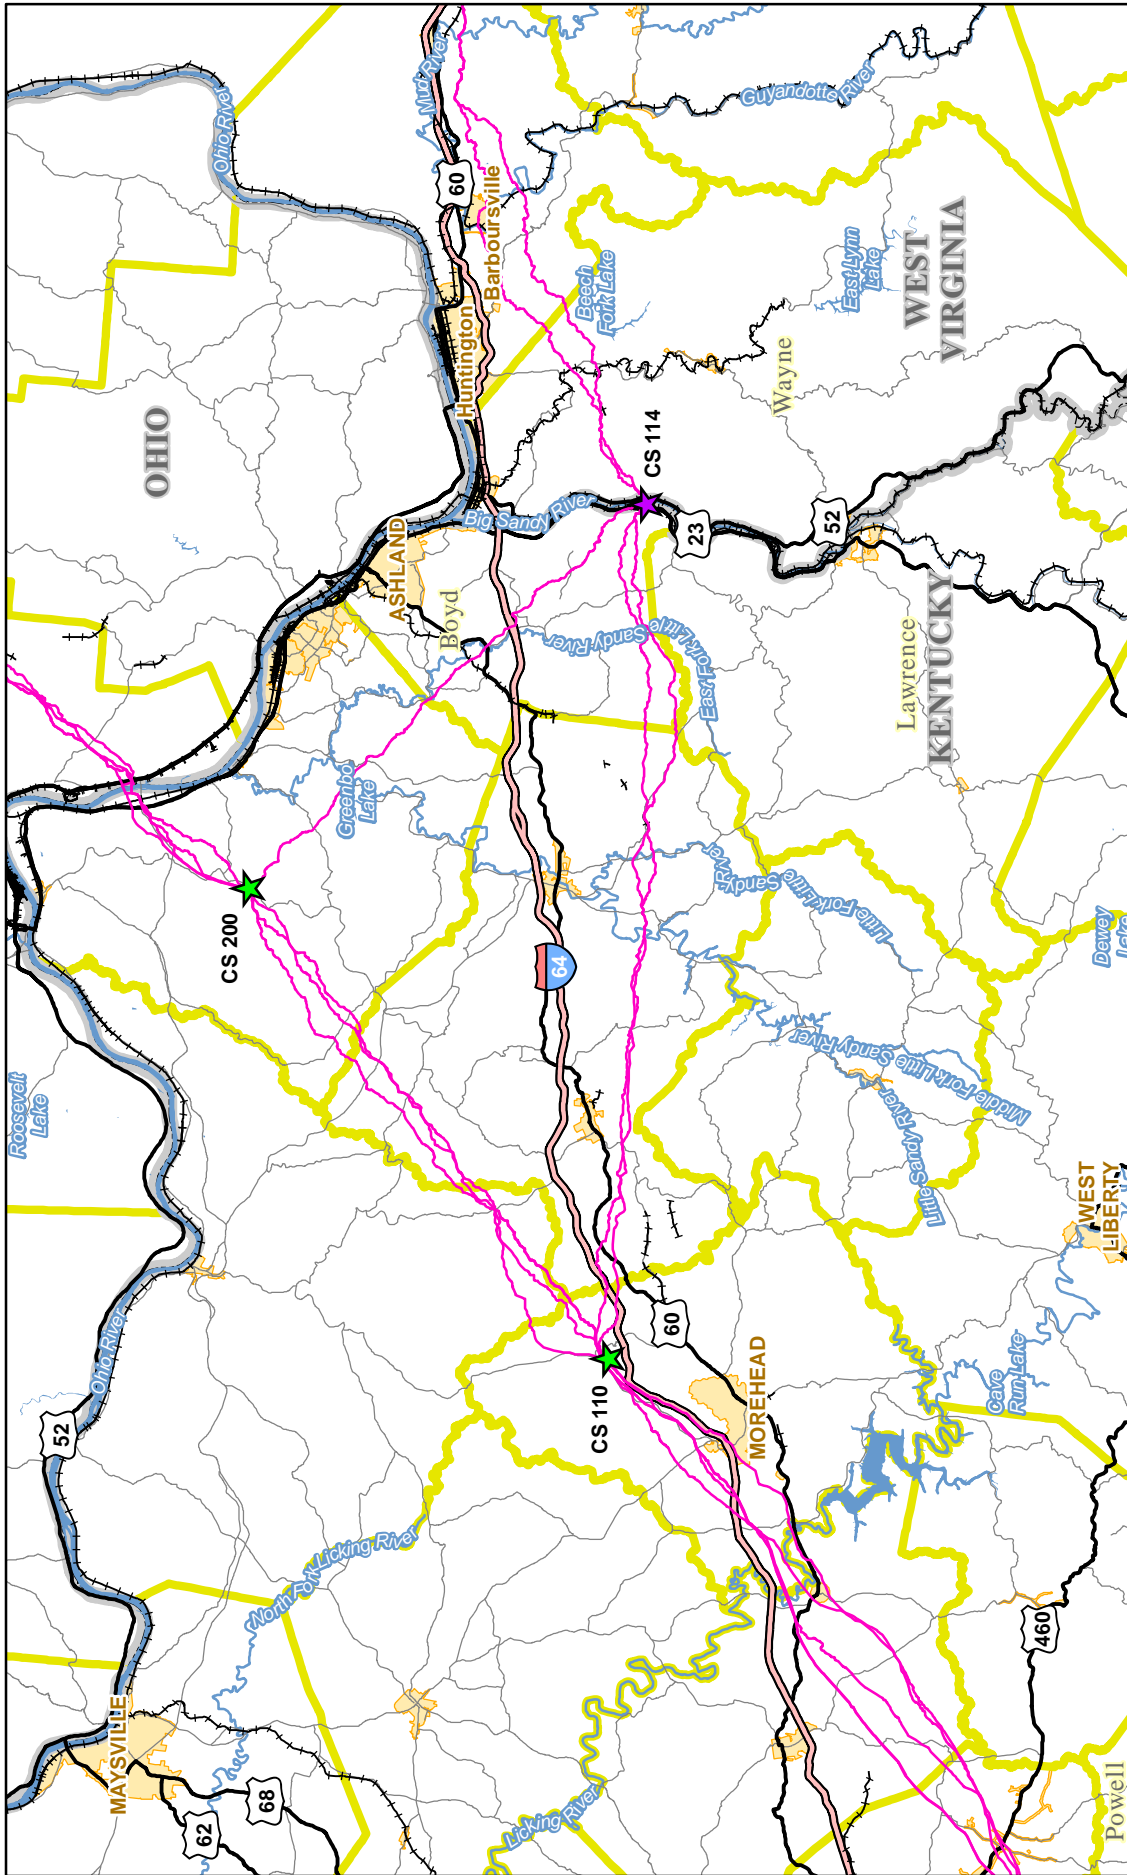 Ohio River
Mud River
60
Barboursville
Guyandotte River
Huntington
Beech
Fork Lake
East Lynn
Lake
WEST
VIRGINIA
OHIO
Wayne
CS 114
Big Sandy River
23
52
ASHLAND
Boyd
East Fork Little Sandy River
Lawrence
KENTUCKY
Greenbo
Lake
CS 200
64
Little Fork Little
Sandy
River
Dewey
Lake
Roosevelt
Lake
Middle Fork Little Sandy River
Little Sandy River
WEST
LIBERTY
Ohio River
52
CS 110
60
MOREHEAD
Cave
Run Lake
North Fork Licking River
460
MAYSVILLE
68
62
Licking River
Powell